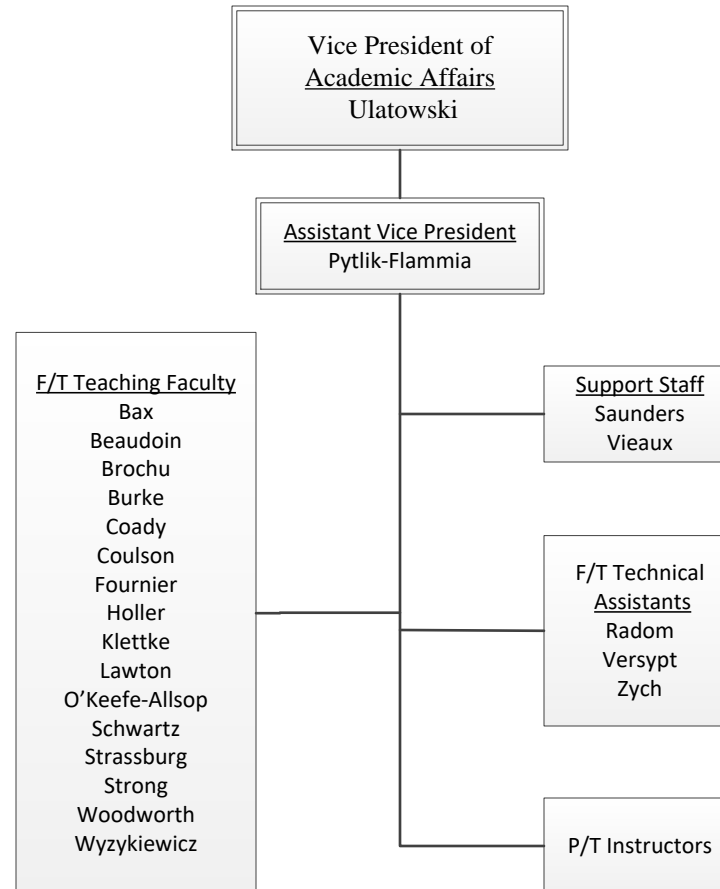 Vice President of
Academic Affairs
Ulatowski
Assistant Vice President
Pytlik-Flammia
F/T Teaching Faculty
Bax
Beaudoin
Brochu
Burke
Coady
Coulson
Fournier
Holler
Klettke
Lawton
O’Keefe-Allsop
Schwartz
Strassburg
Strong
Woodworth
Wyzykiewicz
Support Staff
Saunders
Vieaux
F/T Technical
Assistants
Radom
Versypt
Zych
P/T Instructors